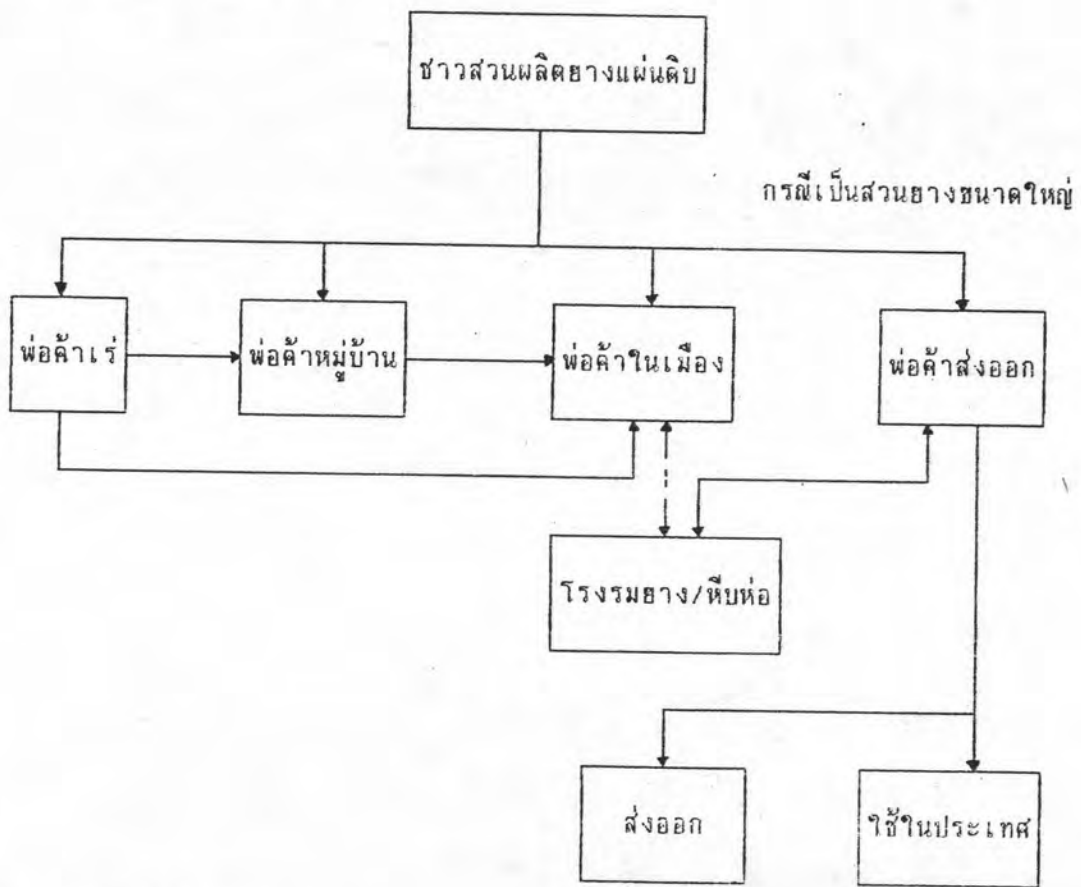 ชาวสวนผลิตยางแผ่นดิบ
กรณีเป็นสวนยางขนาดใหญ่
พ่อค้าเร่
พ่อค้าหมู่บ้าน
พ่อค้าในเมือง
พ่อค้าส่งออก
โรงรมยาง/หีบห่อ
ส่งออก
ใช้ในประเทศ